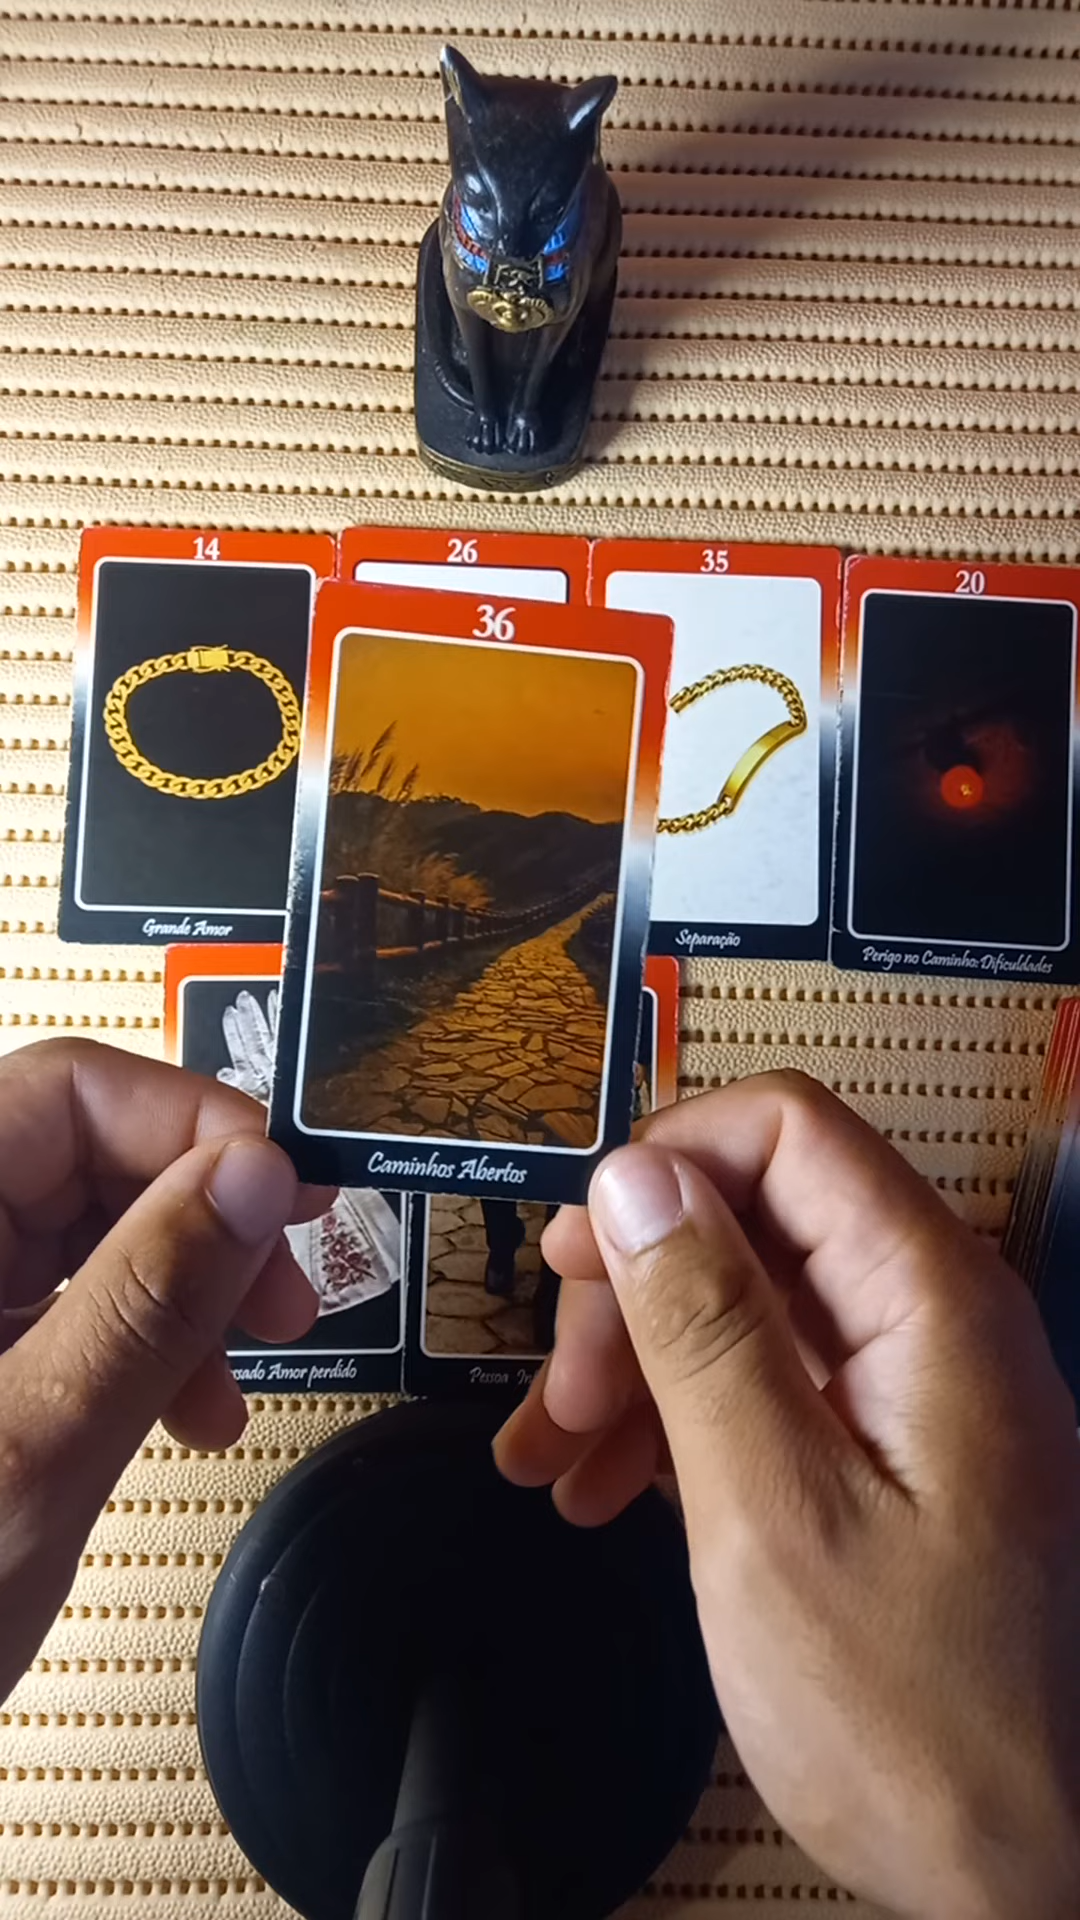 14
26
35
20
36
Grande Amor
Separação
Perigo no Caminho: Dificuldades
Caminhos Abertos
Amor perdido
Pessoa